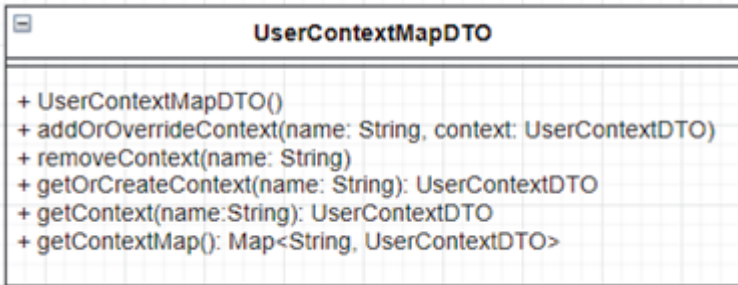 UserContextMapDTO
+ UserContextMapDTO()
+ addOrOverrideContext(name: String, context: UserContextDTO)
+ removeContext(name: String)
+ getOrCreateContext(name: String): UserContextDTO
+ getContext(name:String): UserContextDTO
+ getContextMap(): Map<String, UserContextDTO>